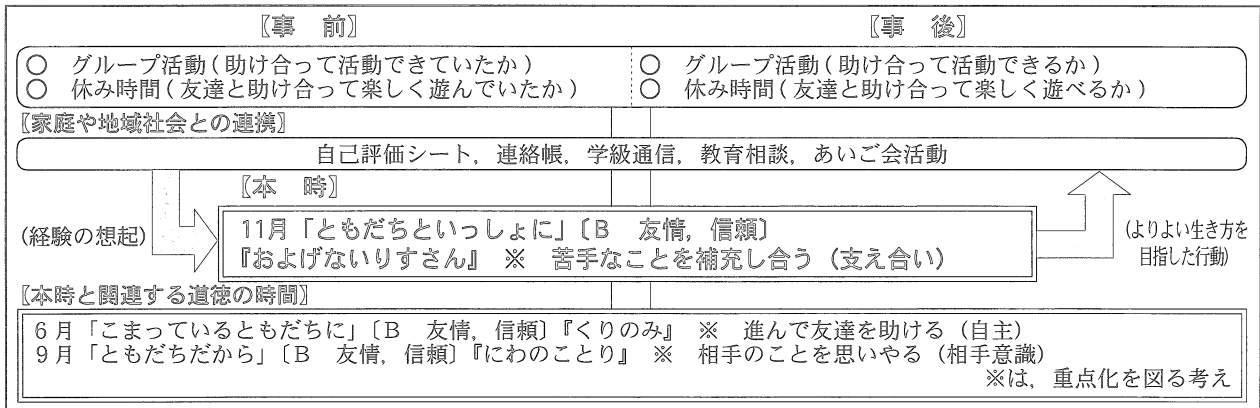 【事　前】
【事　後】
○　グループ活動（助け合って活動できていたか）
○　休み時間（友達と助け合って楽しく遊んでいたか）
○　グループ活動（助け合って活動できるか）
○　休み時間（友達と助け合って楽しく遊べるか）
【家庭や地域社会との連携】
自己評価シート，連絡帳，学級通信，教育相談，あいご会活動
【本　時】
（経験の想起）
11月「ともだちといっしょに」〔Ｂ　友情，信頼〕
『およげないりすさん』　※　苦手なことを補充し合う（支え合い）
（よりよい生き方を
目指した行動）
【本時と関連する道徳の時間】
６月「こまっているともだちに」〔Ｂ　友情，信頼〕『くりのみ』　※　進んで友達を助ける（自主）
９月「ともだちだから」〔Ｂ　友情，信頼〕『にわのことり』　※　相手のことを思いやる（相手意識）
※は，重点化を図る考え